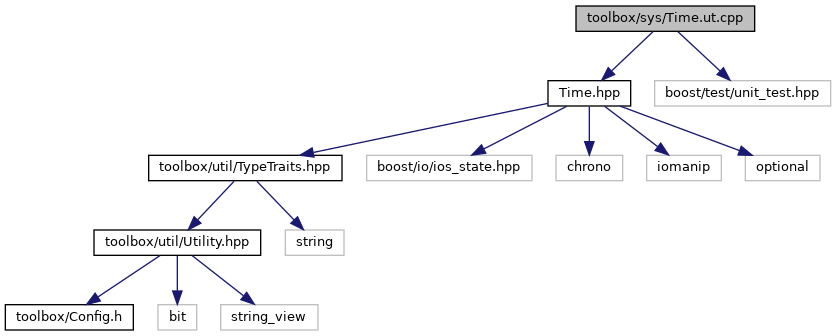 toolbox/sys/Time.ut.cpp
Time.hpp
boost/test/unit_test.hpp
toolbox/util/TypeTraits.hpp
boost/io/ios_state.hpp
chrono
iomanip
optional
toolbox/util/Utility.hpp
string
toolbox/Config.h
bit
string_view